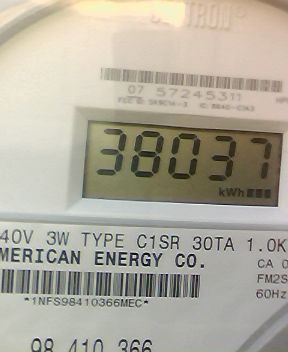 07 57245311
38037
kWh
40V 3W TYPE C1SR 30TA 1.0K
MERICAN ENERGY CO.
CA 0
FM2S
60Hz
*1NFS98410366MEC*
98 410 366